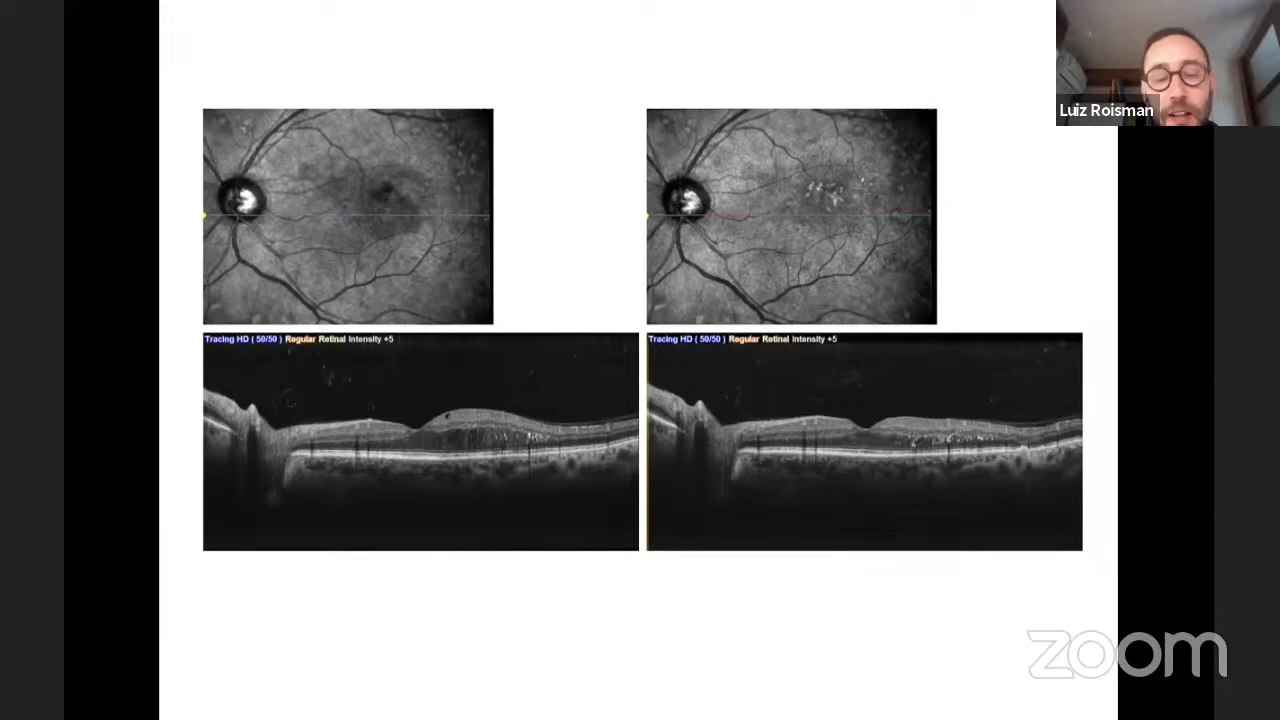 Luiz Roisman
Tracing HD ( 50/50 ) Regular Retinal Intensity +5
Tracing HD ( 50/50 ) Regular Retinal Intensity +5
zoom